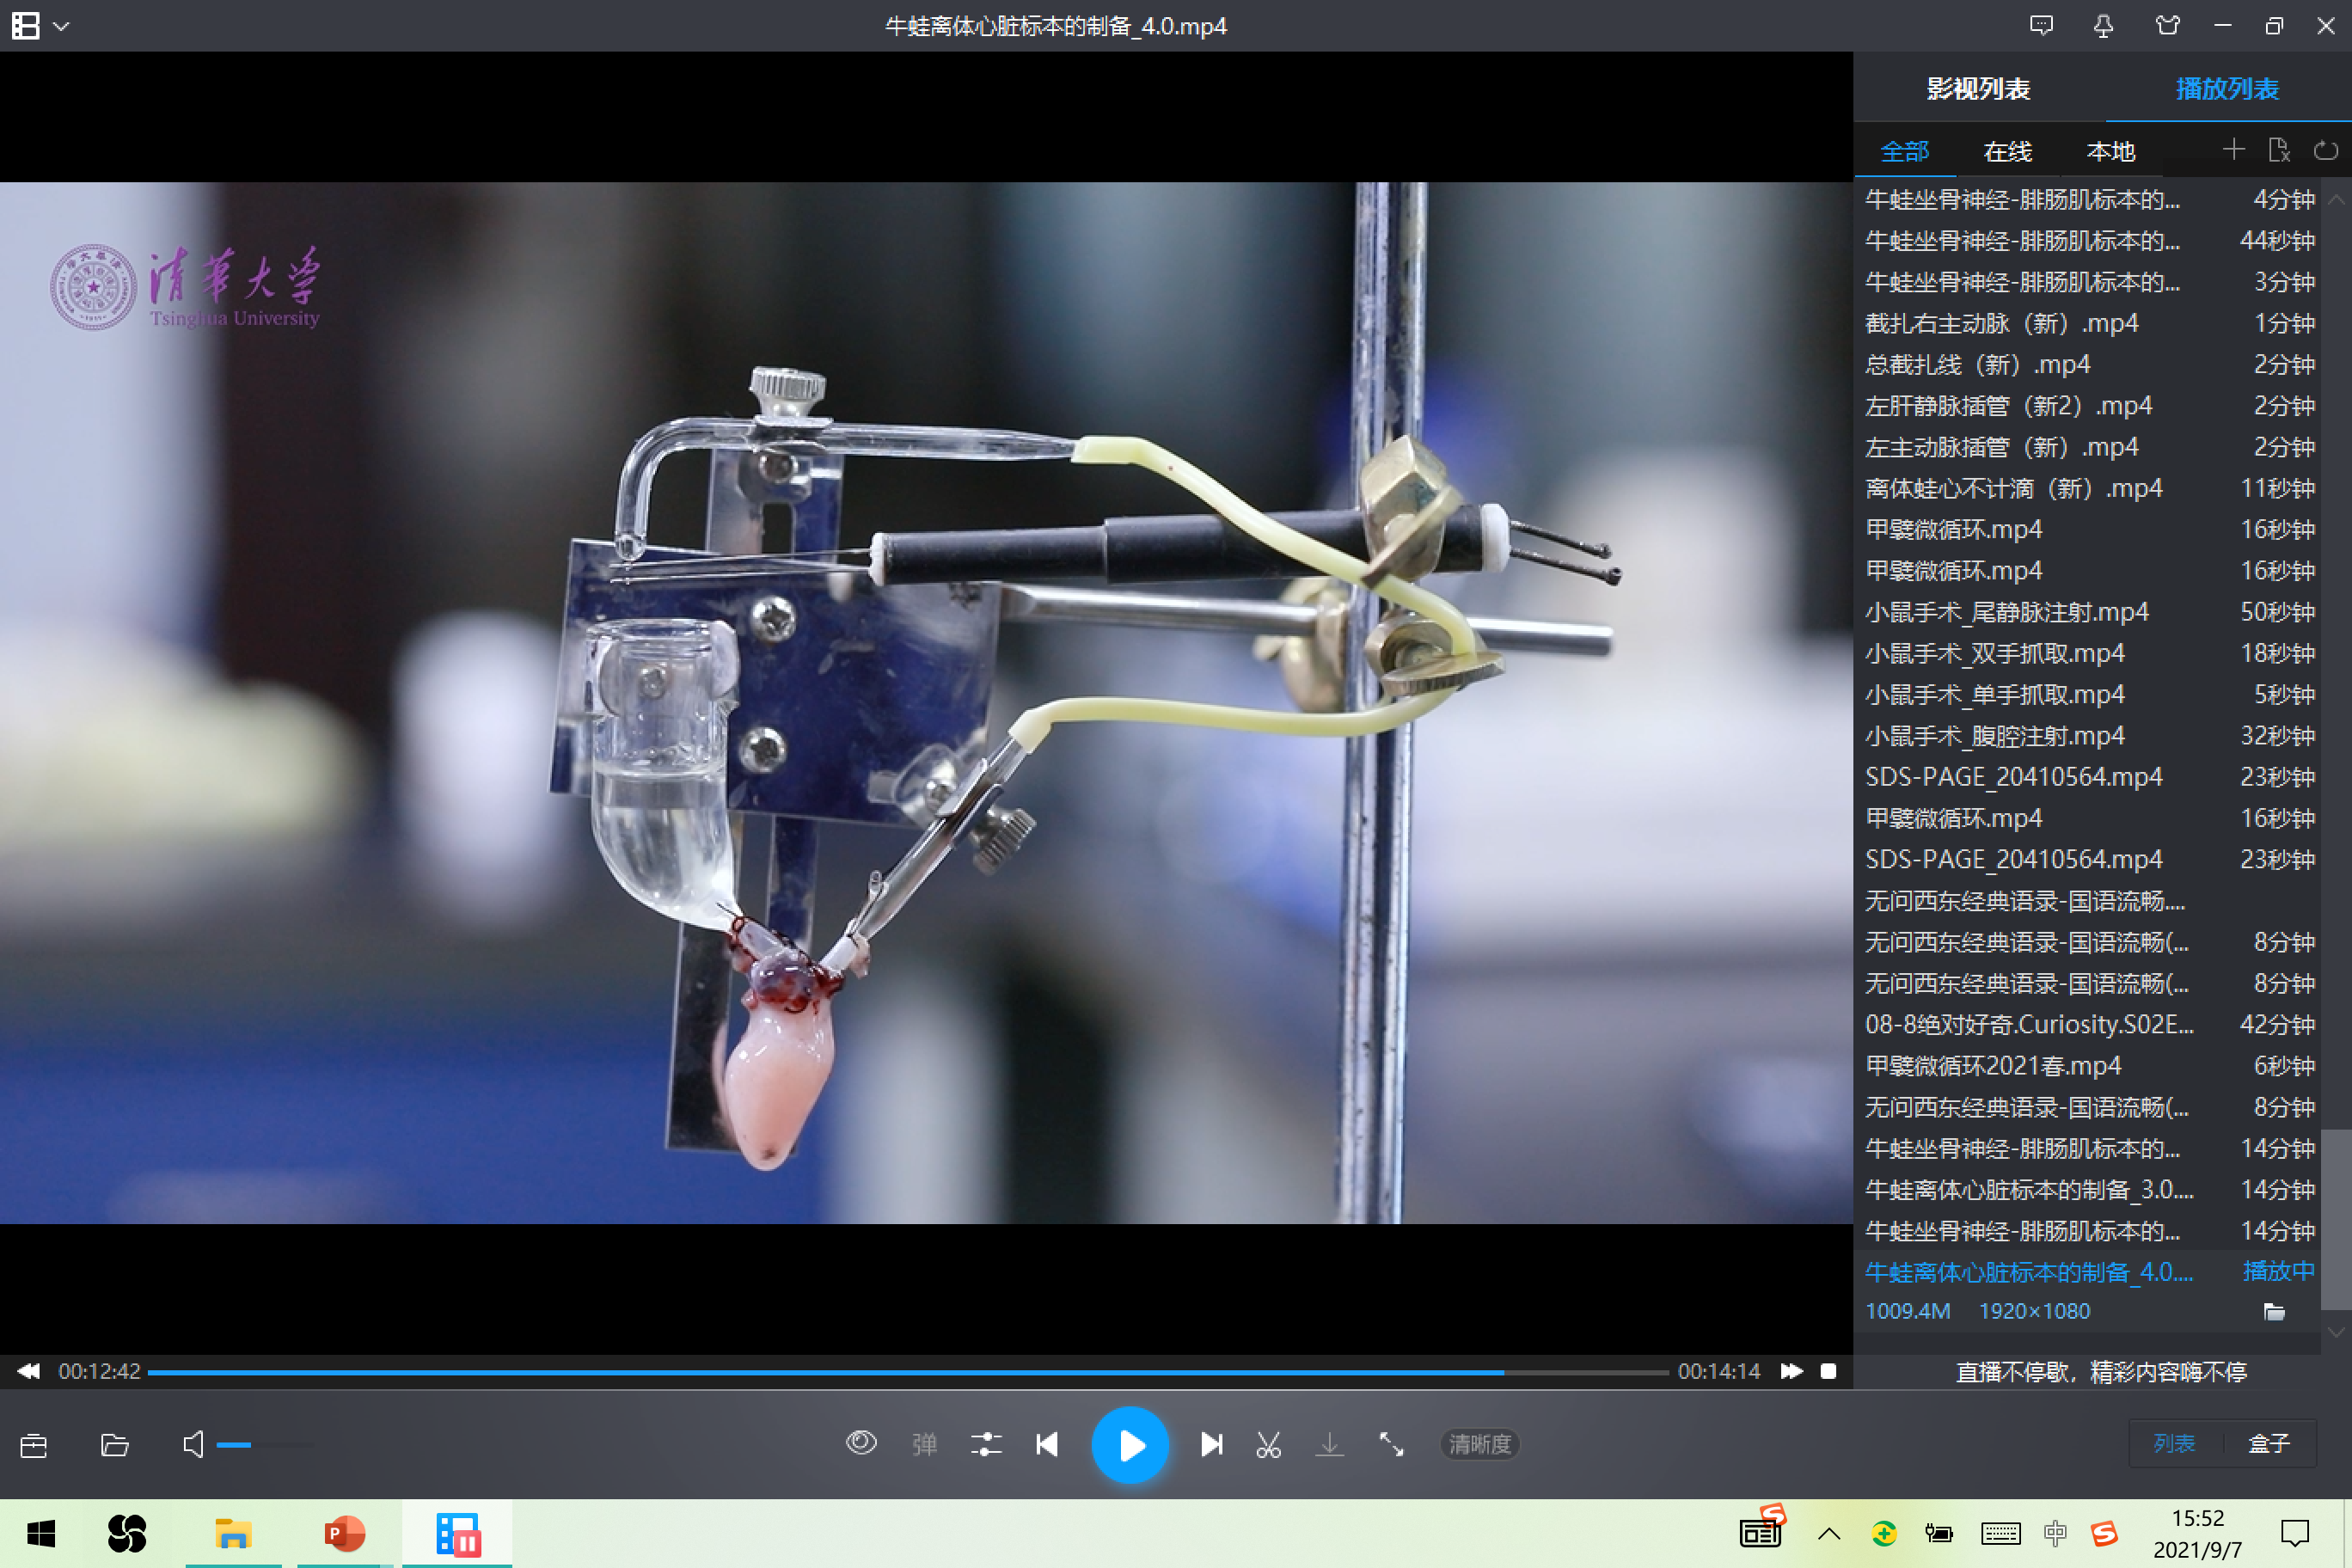 牛蛙离体心脏标本的制备_4.0.mp4
影视列表 播放列表
全部 在线 本地
清華大学
Tsinghua University
牛蛙坐骨神经-腓肠肌标本的... 4分钟
牛蛙坐骨神经-腓肠肌标本的... 44秒钟
牛蛙坐骨神经-腓肠肌标本的... 3分钟
截扎右主动脉（新）.mp4 1分钟
总截扎线（新）.mp4 2分钟
左肝静脉插管（新2）.mp4 2分钟
左主动脉插管（新）.mp4 2分钟
离体蛙心不计滴（新）.mp4 11秒钟
甲襞微循环.mp4 16秒钟
甲襞微循环.mp4 16秒钟
小鼠手术_尾静脉注射.mp4 50秒钟
小鼠手术_双手抓取.mp4 18秒钟
小鼠手术_单手抓取.mp4 5秒钟
小鼠手术_腹腔注射.mp4 32秒钟
SDS-PAGE_20410564.mp4 23秒钟
甲襞微循环.mp4 16秒钟
SDS-PAGE_20410564.mp4 23秒钟
无问西东经典语录-国语流畅....
无问西东经典语录-国语流畅(... 8分钟
无问西东经典语录-国语流畅(... 8分钟
08-8绝对好奇.Curiosity.S02E... 42分钟
甲襞微循环2021春.mp4 6秒钟
无问西东经典语录-国语流畅(... 8分钟
牛蛙坐骨神经-腓肠肌标本的... 14分钟
牛蛙离体心脏标本的制备_3.0.... 14分钟
牛蛙坐骨神经-腓肠肌标本的... 14分钟
牛蛙离体心脏标本的制备_4.0.... 播放中
1009.4M 1920×1080
00:12:42 00:14:14
直播不停歇，精彩内容嗨不停
弹 清晰度
列表 盒子
P
中
S
S
15:52
2021/9/7